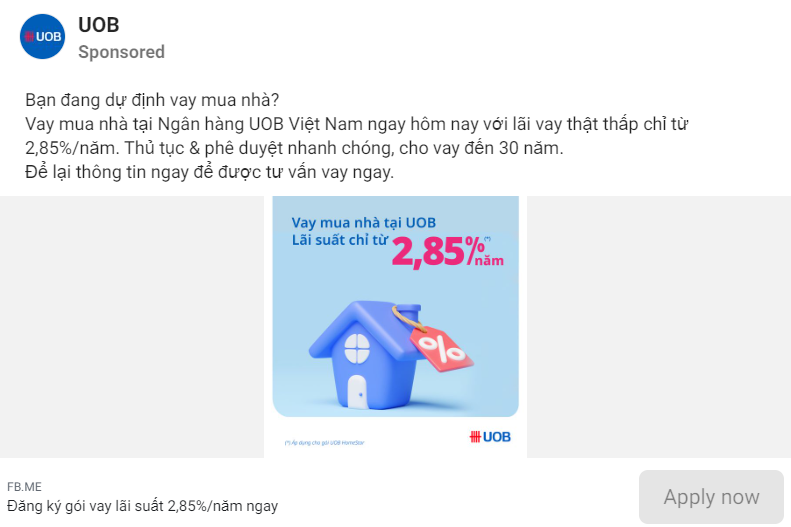 UOB
UOB
Sponsored
Bạn đang dự định vay mua nhà?
Vay mua nhà tại Ngân hàng UOB Việt Nam ngay hôm nay với lãi vay thật thấp chỉ từ
2,85%/năm. Thủ tục & phê duyệt nhanh chóng, cho vay đến 30 năm.
Để lại thông tin ngay để được tư vấn vay ngay.
Vay mua nhà tại UOB
Lãi suất chỉ từ 2,85%(*)/năm
%
(*) Áp dụng cho gói UOB HomeStar
UOB
FB.ME
Đăng ký gói vay lãi suất 2,85%/năm ngay
Apply now